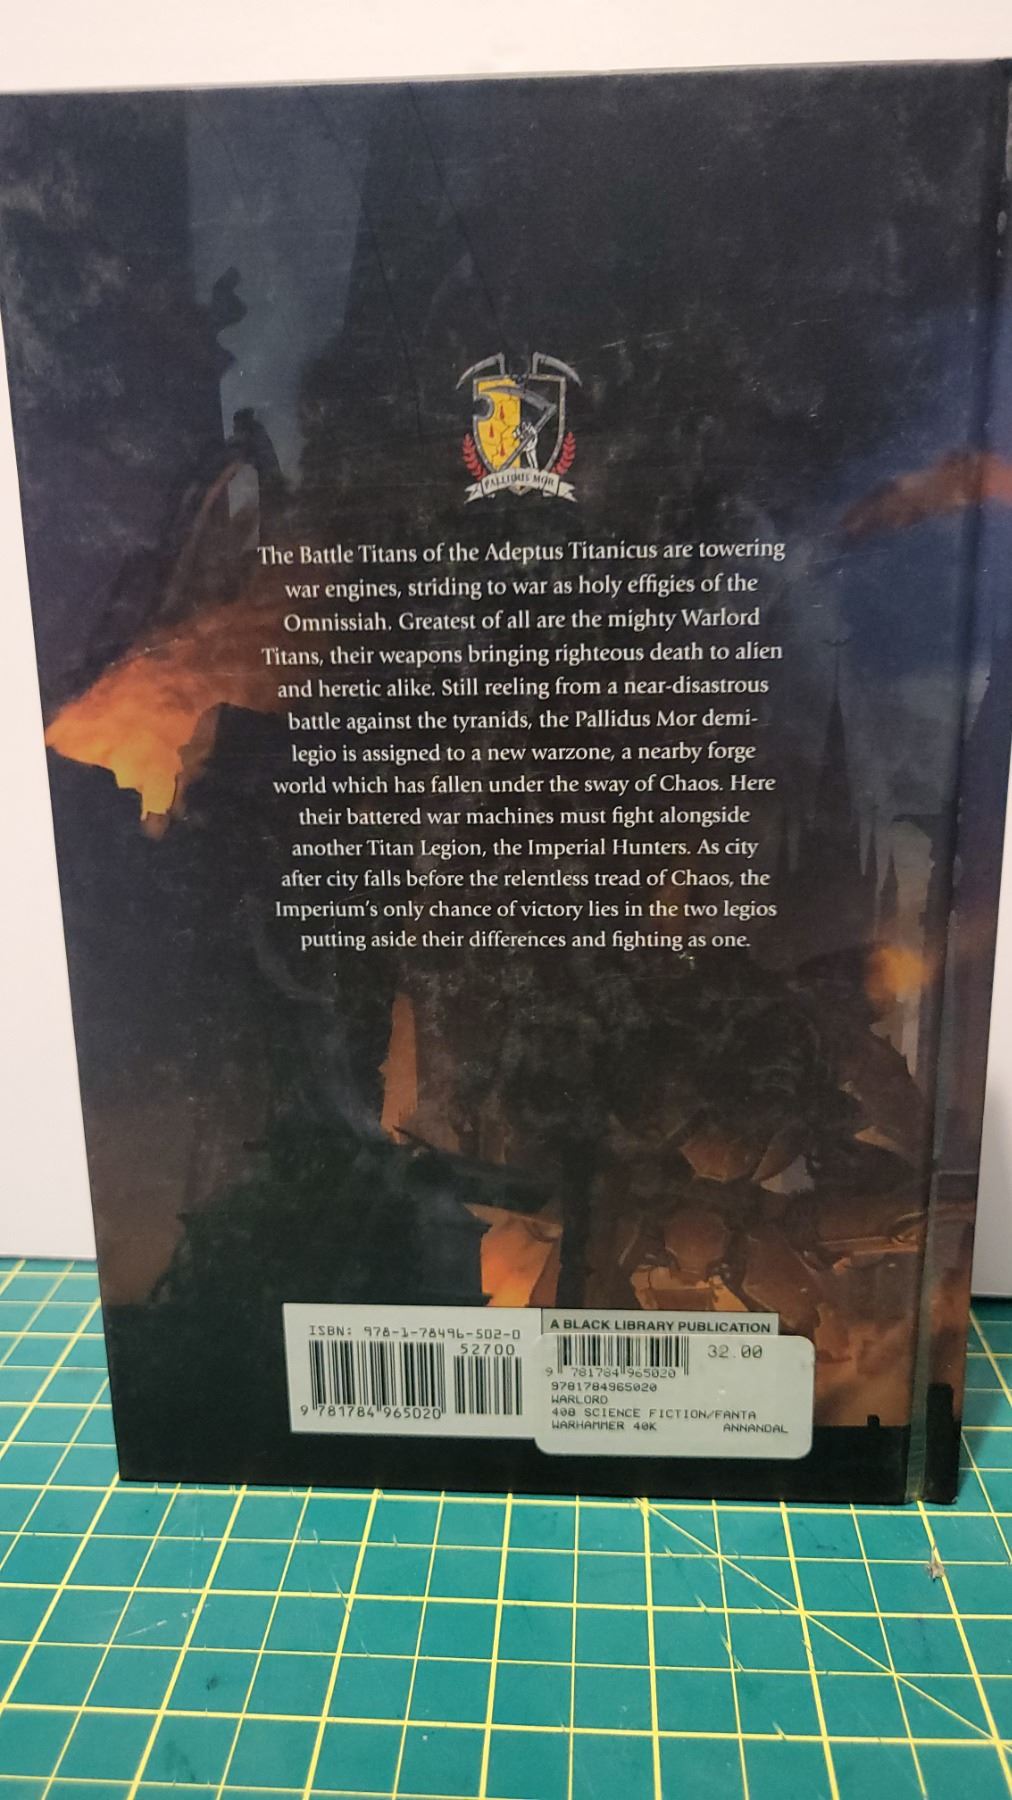 PALLIDUS MOR
The Battle Titans of the Adeptus Titanicus are towering
war engines, striding to war as holy effigies of the
Omnissiah. Greatest of all are the mighty Warlord
Titans, their weapons bringing righteous death to alien
and heretic alike. Still reeling from a near-disastrous
battle against the tyranids, the Pallidus Mor demi-
legio is assigned to a new warzone, a nearby forge
world which has fallen under the sway of Chaos. Here
their battered war machines must fight alongside
another Titan Legion, the Imperial Hunters. As city
after city falls before the relentless tread of Chaos, the
Imperium's only chance of victory lies in the two legios
putting aside their differences and fighting as one.
ISBN: 978-1-78496-502-0
52700
9 781784 965020
A BLACK LIBRARY PUBLICATION
32.00
9 781784 965020
9781784965020
WARLORD
408 SCIENCE FICTION/FANTA
WARHAMMER 40K ANNANDAL